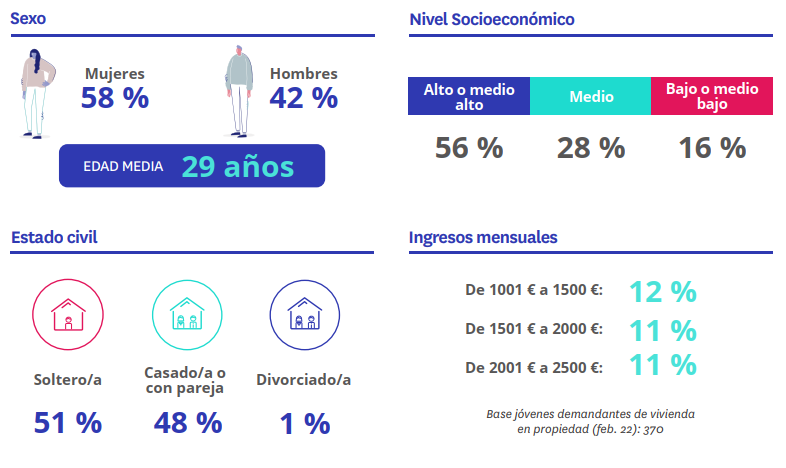 Sexo
Mujeres
58 %
Hombres
42 %
EDAD MEDIA 29 años
Nivel Socioeconómico
Alto o medio
alto
Medio
Bajo o medio
bajo
56 %
28 %
16 %
Estado civil
Soltero/a
51 %
Casado/a o
con pareja
48 %
Divorciado/a
1 %
Ingresos mensuales
De 1001 € a 1500 €: 12 %
De 1501 € a 2000 €: 11 %
De 2001 € a 2500 €: 11 %
Base jóvenes demandantes de vivienda
en propiedad (feb. 22): 370